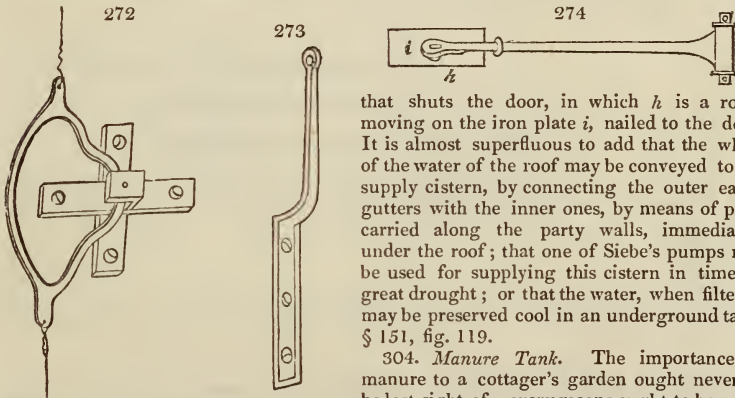 272
273
274
i
h
that shuts the door, in which h is a ro
moving on the iron plate i, nailed to the do
It is almost superfluous to add that the wh
of the water of the roof may be conveyed to
supply cistern, by connecting the outer ea
gutters with the inner ones, by means of p
carried along the party walls, immedia
under the roof; that one of Siebe's pumps m
be used for supplying this cistern in time
great drought; or that the water, when filte
may be preserved cool in an underground ta
§ 151, fig. 119.
304. Manure Tank. The importance
manure to a cottager's garden ought never